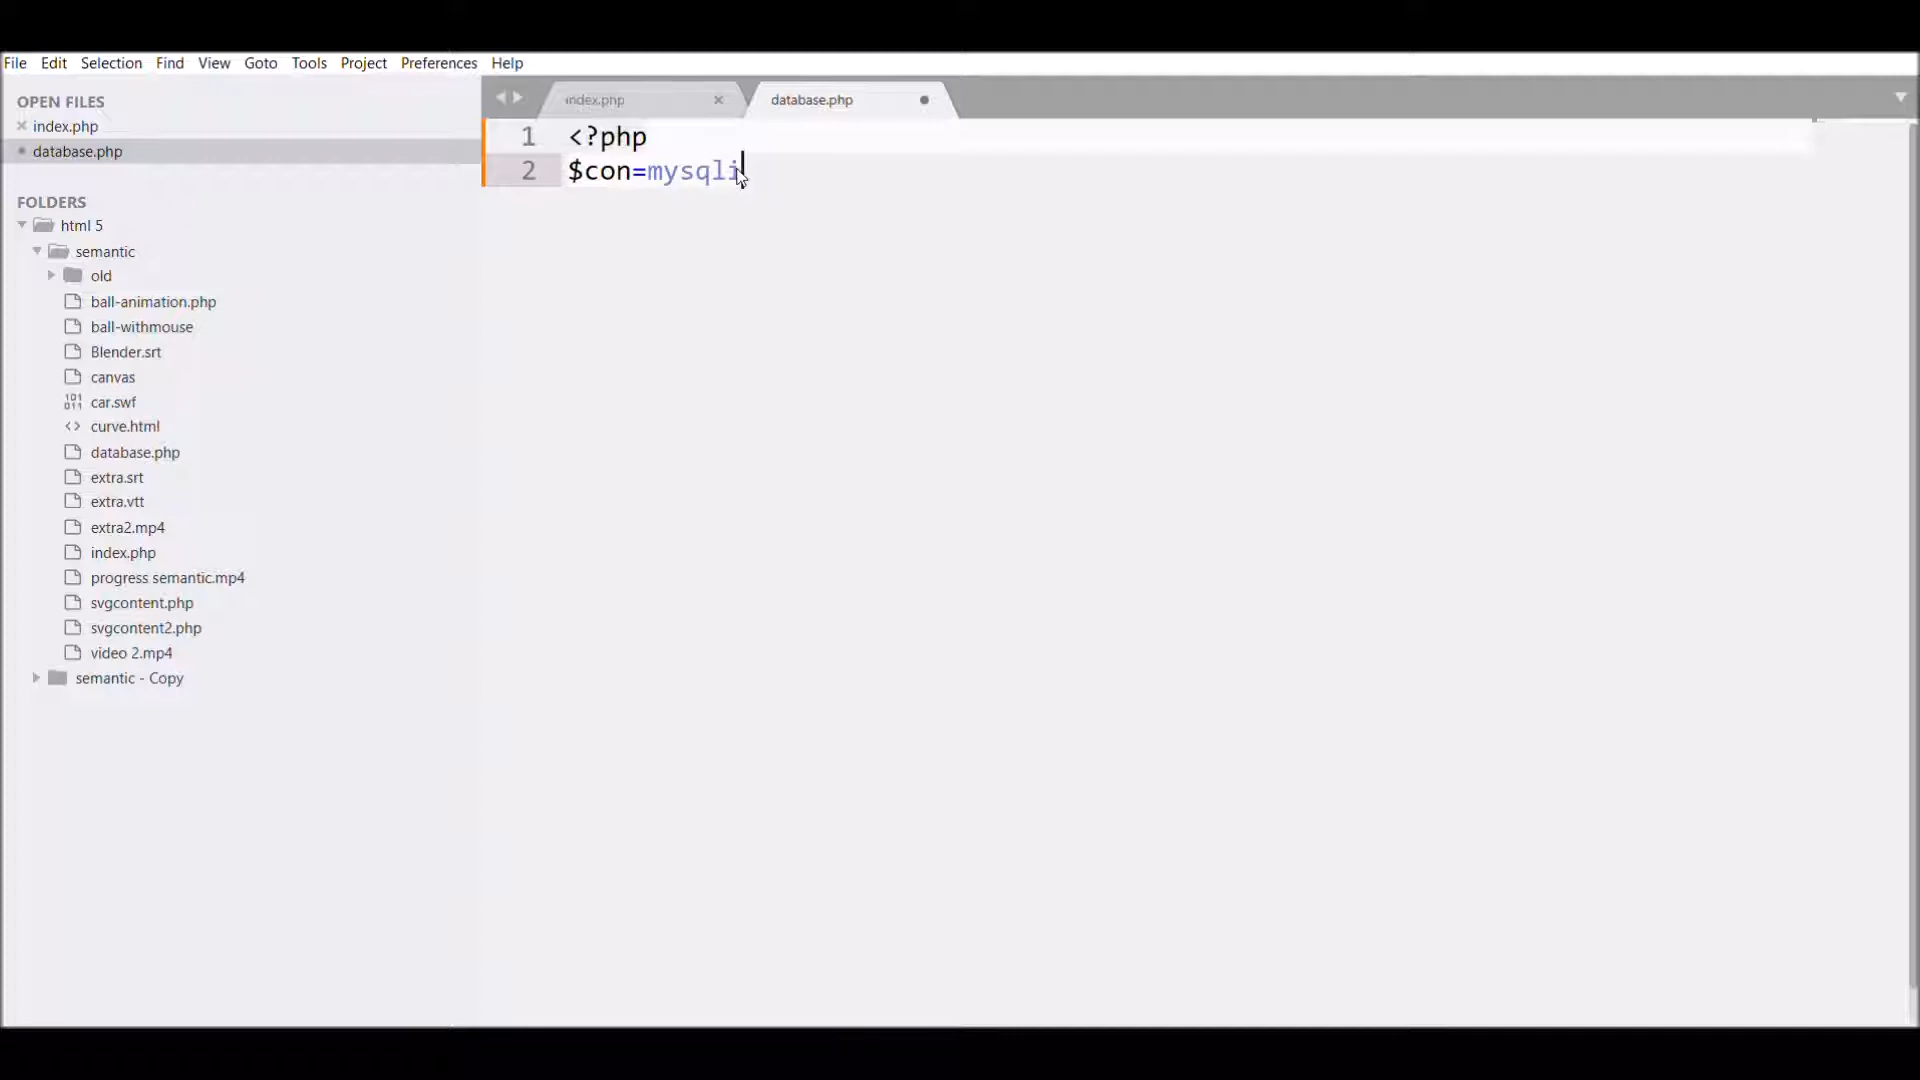 File Edit Selection Find View Goto Tools Project Preferences Help
OPEN FILES
index.php
database.php
FOLDERS
html 5
semantic
old
ball-animation.php
ball-withmouse
Blender.srt
canvas
car.swf
curve.html
database.php
extra.srt
extra.vtt
extra2.mp4
index.php
progress semantic.mp4
svgcontent.php
svgcontent2.php
video 2.mp4
semantic - Copy
index.php database.php
1 <?php
2 $con=mysqli